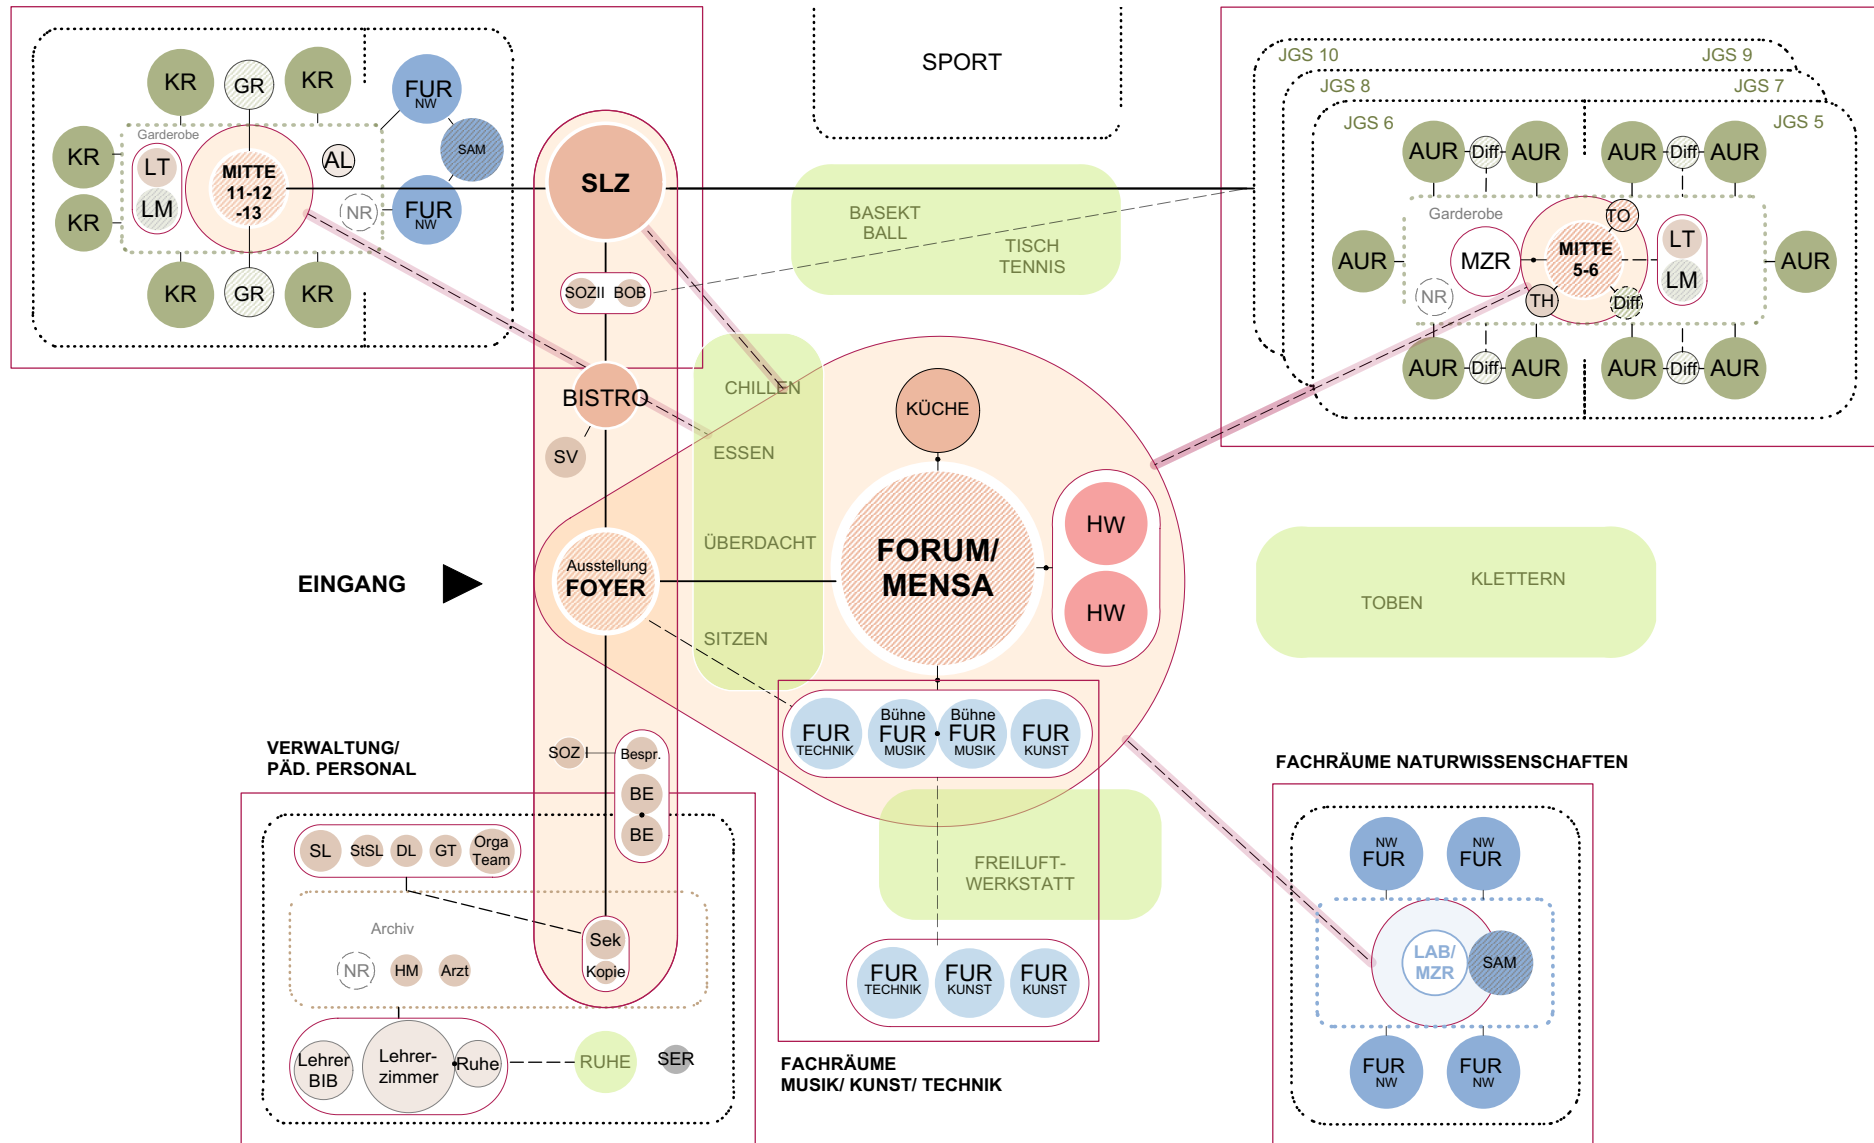 SPORT
KR
GR
KR
FUR
NW
Garderobe
KR
LT
LM
MITTE
11-12
-13
AL
SAM
KR
NR
FUR
NW
KR
GR
KR
SLZ
SOZII
BOB
BISTRO
SV
BASEKT
BALL
TISCH
TENNIS
JGS 10
JGS 9
JGS 8
JGS 7
JGS 6
JGS 5
AUR
Diff
AUR
AUR
Diff
AUR
Garderobe
TO
AUR
MZR
MITTE
5-6
LT
LM
AUR
NR
TH
Diff
AUR
Diff
AUR
AUR
Diff
AUR
CHILLEN
ESSEN
ÜBERDACHT
SITZEN
KÜCHE
FORUM/
MENSA
HW
HW
EINGANG
Ausstellung
FOYER
KLETTERN
TOBEN
FUR
TECHNIK
Bühne
FUR
MUSIK
Bühne
FUR
MUSIK
FUR
KUNST
FREILUFT-
WERKSTATT
FUR
TECHNIK
FUR
KUNST
FUR
KUNST
FACHRÄUME
MUSIK/ KUNST/ TECHNIK
VERWALTUNG/
PÄD. PERSONAL
SOZ I
Bespr.
BE
BE
SL
StSL
DL
GT
Orga
Team
Archiv
NR
HM
Arzt
Sek
Kopie
Lehrer
BIB
Lehrer-
zimmer
Ruhe
RUHE
SER
FACHRÄUME NATURWISSENSCHAFTEN
NW
FUR
NW
FUR
LAB/
MZR
SAM
FUR
NW
FUR
NW